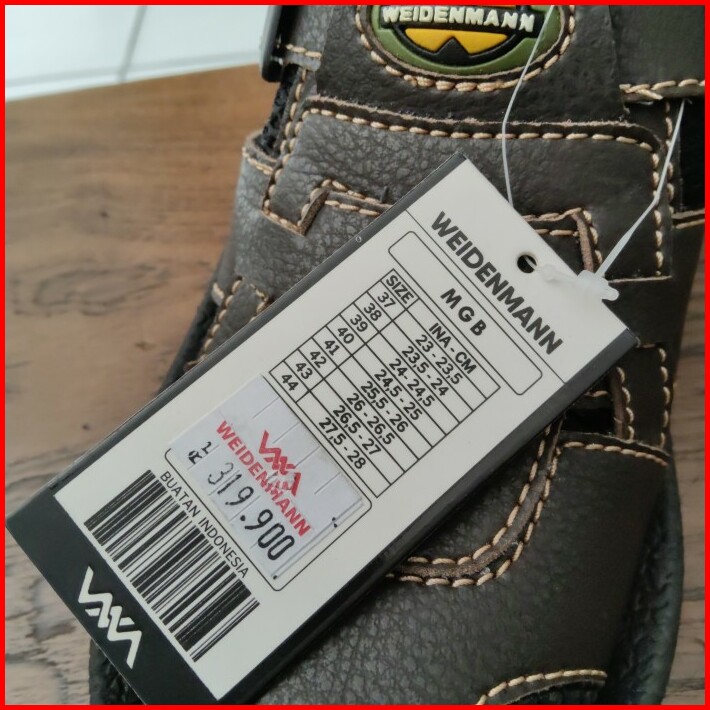 WEIDENMANN
WEIDENMANN
MGB
SIZE INA - CM
37 23 - 23,5
38 23,5 - 24
39 24 - 24,5
40 24,5 - 25
41 25,5 - 26
42 26 - 26,5
43 26,5 - 27
44 27,5 - 28
WEIDENMANN
319.900
BUATAN INDONESIA